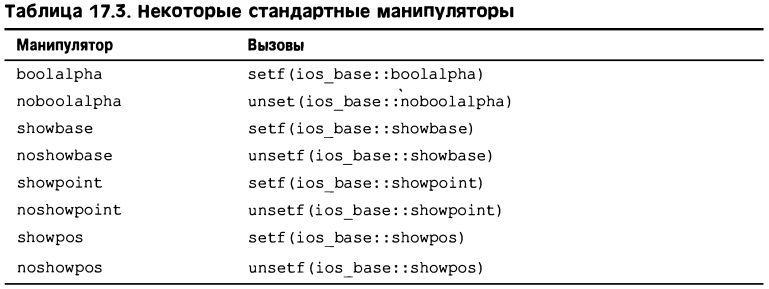 Таблица 17.3. Некоторые стандартные манипуляторы
Манипулятор Вызовы
boolalpha setf(ios_base::boolalpha)
noboolalpha unset(ios_base::noboolalpha)
showbase setf(ios_base::showbase)
noshowbase unsetf(ios_base::showbase)
showpoint setf(ios_base::showpoint)
noshowpoint unsetf(ios_base::showpoint)
showpos setf(ios_base::showpos)
noshowpos unsetf(ios_base::showpos)